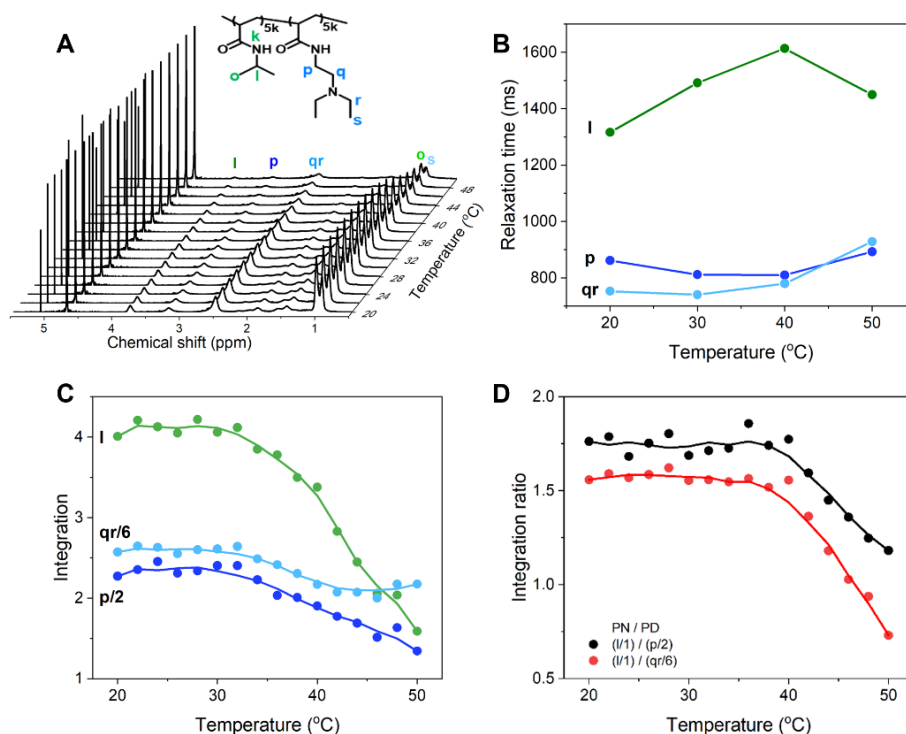 A
5k
5k
k
O
NH
O
NH
o
l
p
q
N
r
s
l
p
qr
o
s
48
44
40
36
32
28
24
20
Temperature (°C)
5
4
3
2
1
Chemical shift (ppm)
B
1600
1400
1200
1000
800
Relaxation time (ms)
l
p
qr
20
30
40
50
Temperature (°C)
C
4
3
2
1
Integration
l
qr/6
p/2
20
30
40
50
Temperature (°C)
D
2.0
1.5
1.0
0.5
Integration ratio
PN / PD
(l/1) / (p/2)
(l/1) / (qr/6)
20
25
30
35
40
45
50
Temperature (°C)